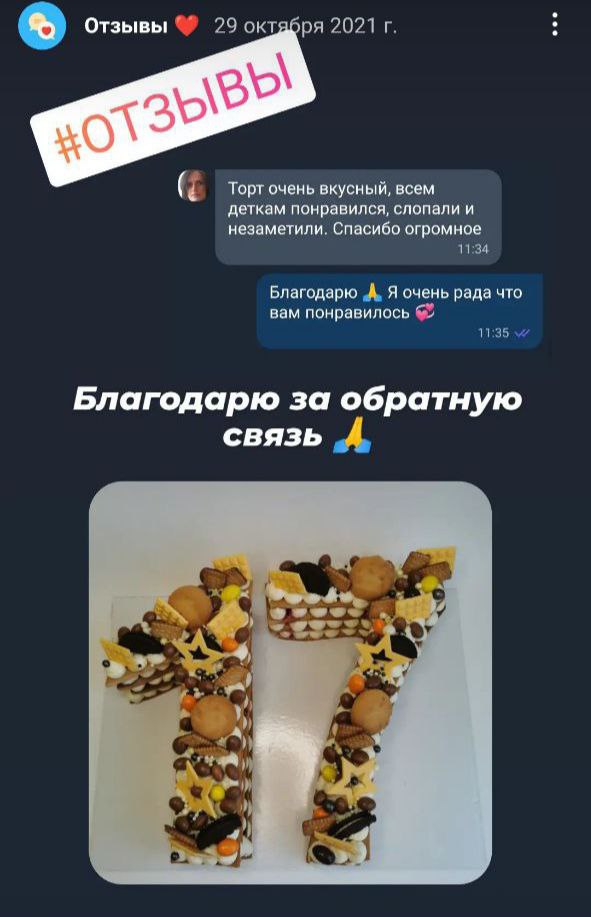 Отзывы ❤️ 29 октября 2021 г.
#ОТЗЫВЫ
Торт очень вкусный, всем
деткам понравился, слопали и
незаметили. Спасибо огромное
11:34
Благодарю 🙏 Я очень рада что
вам понравилось 💞
11:35
Благодарю за обратную
связь 🙏